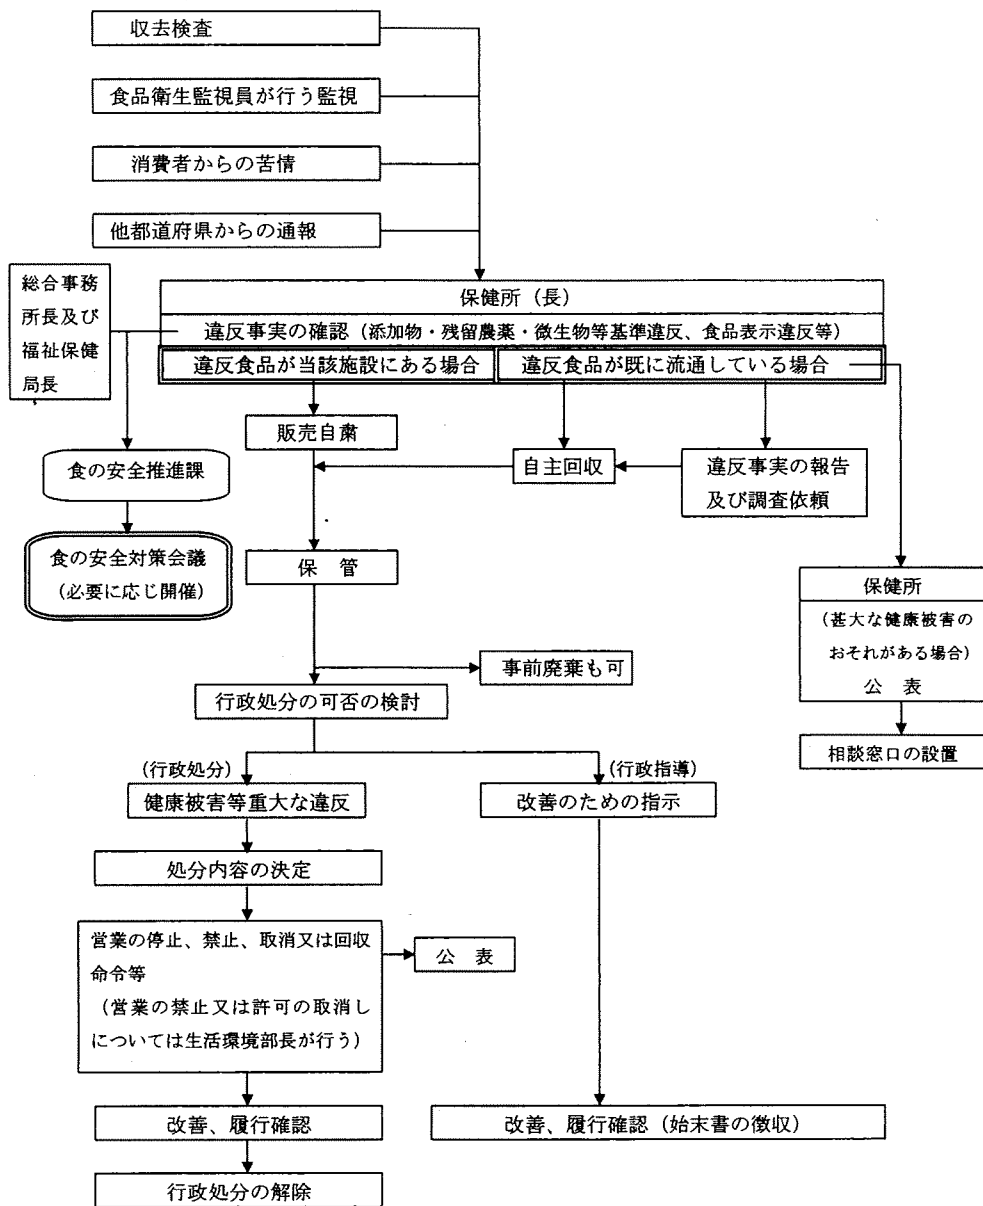 収去検査
食品衛生監視員が行う監視
消費者からの苦情
他都道府県からの通報
総合事務
所長及び
福祉保健
局長
保健所（長）
違反事実の確認（添加物・残留農薬・微生物等基準違反、食品表示違反等）
違反食品が当該施設にある場合
違反食品が既に流通している場合
販売自粛
自主回収
違反事実の報告
及び調査依頼
食の安全推進課
食の安全対策会議
（必要に応じ開催）
保　管
保健所
（甚大な健康被害の
おそれがある場合）
公　表
事前廃棄も可
行政処分の可否の検討
相談窓口の設置
（行政処分）
（行政指導）
健康被害等重大な違反
改善のための指示
処分内容の決定
営業の停止、禁止、取消又は回収
命令等
（営業の禁止又は許可の取消し
については生活環境部長が行う）
公　表
改善、履行確認
改善、履行確認（始末書の徴収）
行政処分の解除